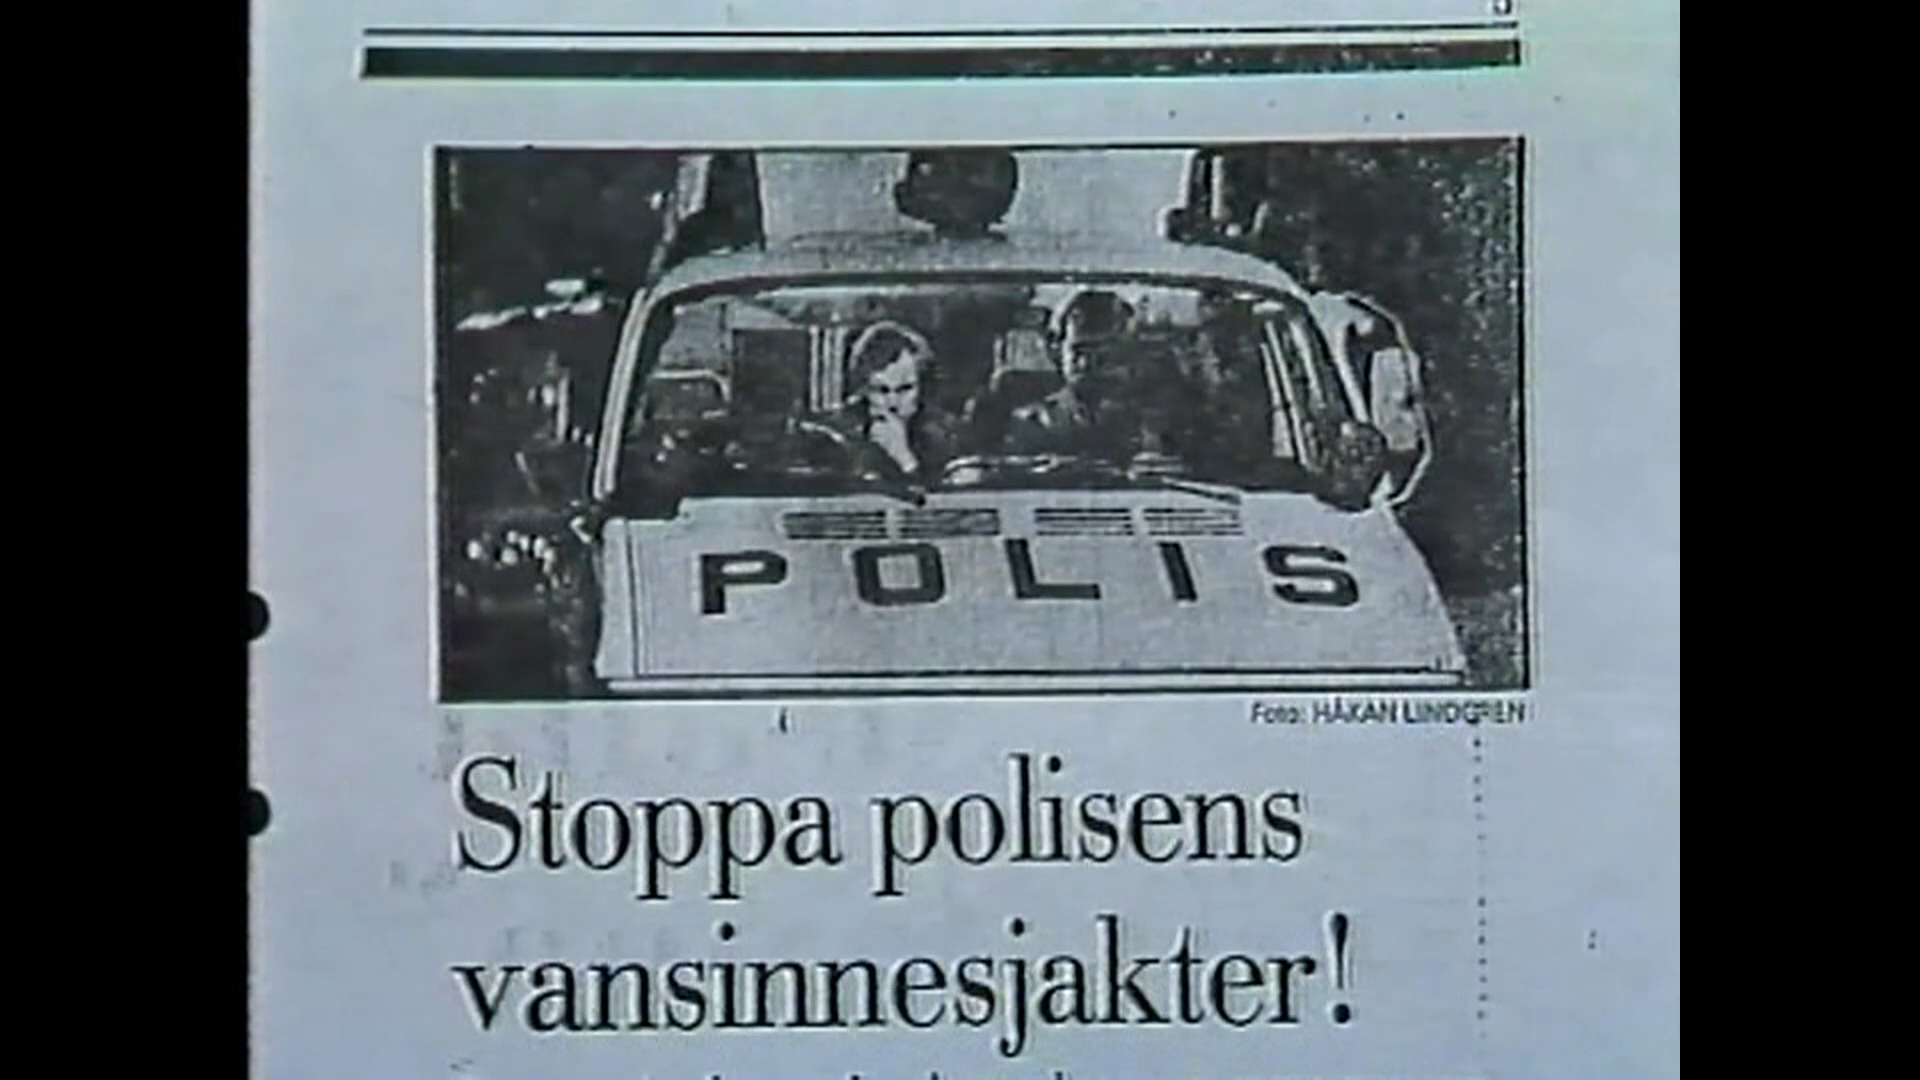 POLIS
Foto: HÅKAN LINDGREN
Stoppa polisens
vansinnesjakter!